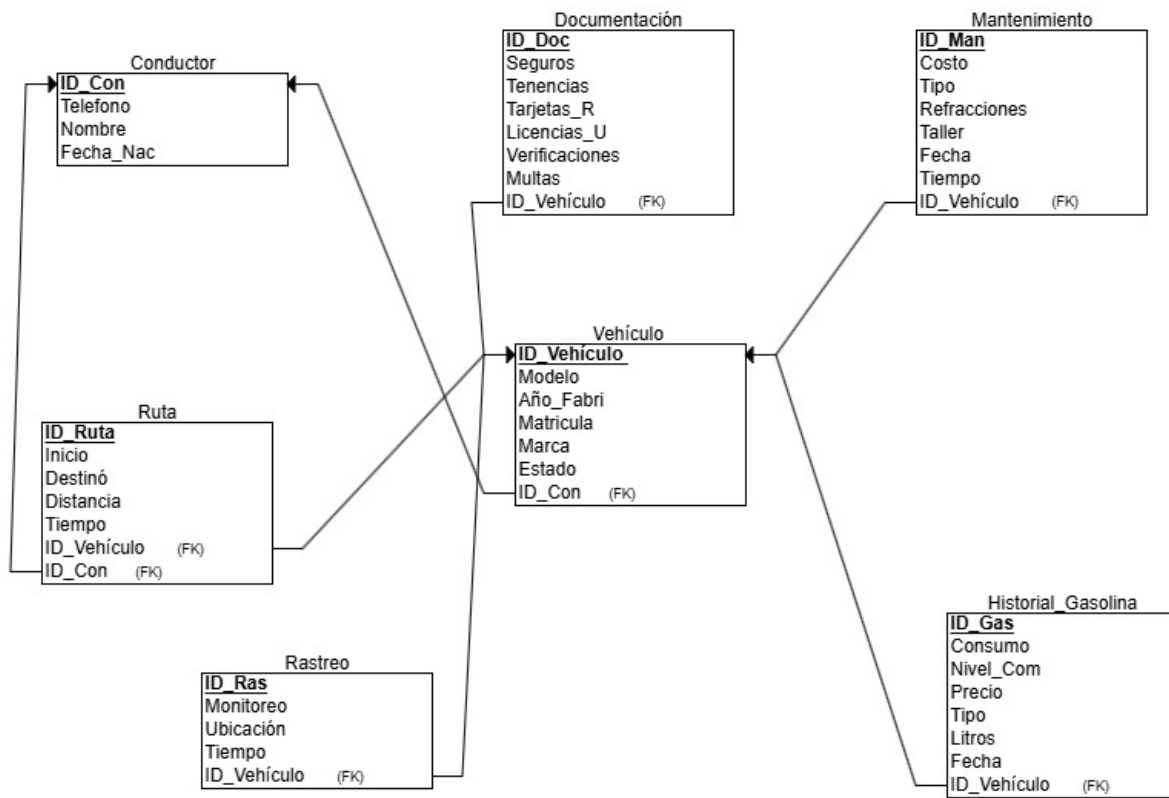 Documentación
ID_Doc
Seguros
Tenencias
Tarjetas_R
Licencias_U
Verificaciones
Multas
ID_Vehículo (FK)
Mantenimiento
ID_Man
Costo
Tipo
Refracciones
Taller
Fecha
Tiempo
ID_Vehículo (FK)
Conductor
ID_Con
Telefono
Nombre
Fecha_Nac
Vehículo
ID_Vehículo
Modelo
Año_Fabri
Matricula
Marca
Estado
ID_Con (FK)
Ruta
ID_Ruta
Inicio
Destinó
Distancia
Tiempo
ID_Vehículo (FK)
ID_Con (FK)
Rastreo
ID_Ras
Monitoreo
Ubicación
Tiempo
ID_Vehículo (FK)
Historial_Gasolina
ID_Gas
Consumo
Nivel_Com
Precio
Tipo
Litros
Fecha
ID_Vehículo (FK)